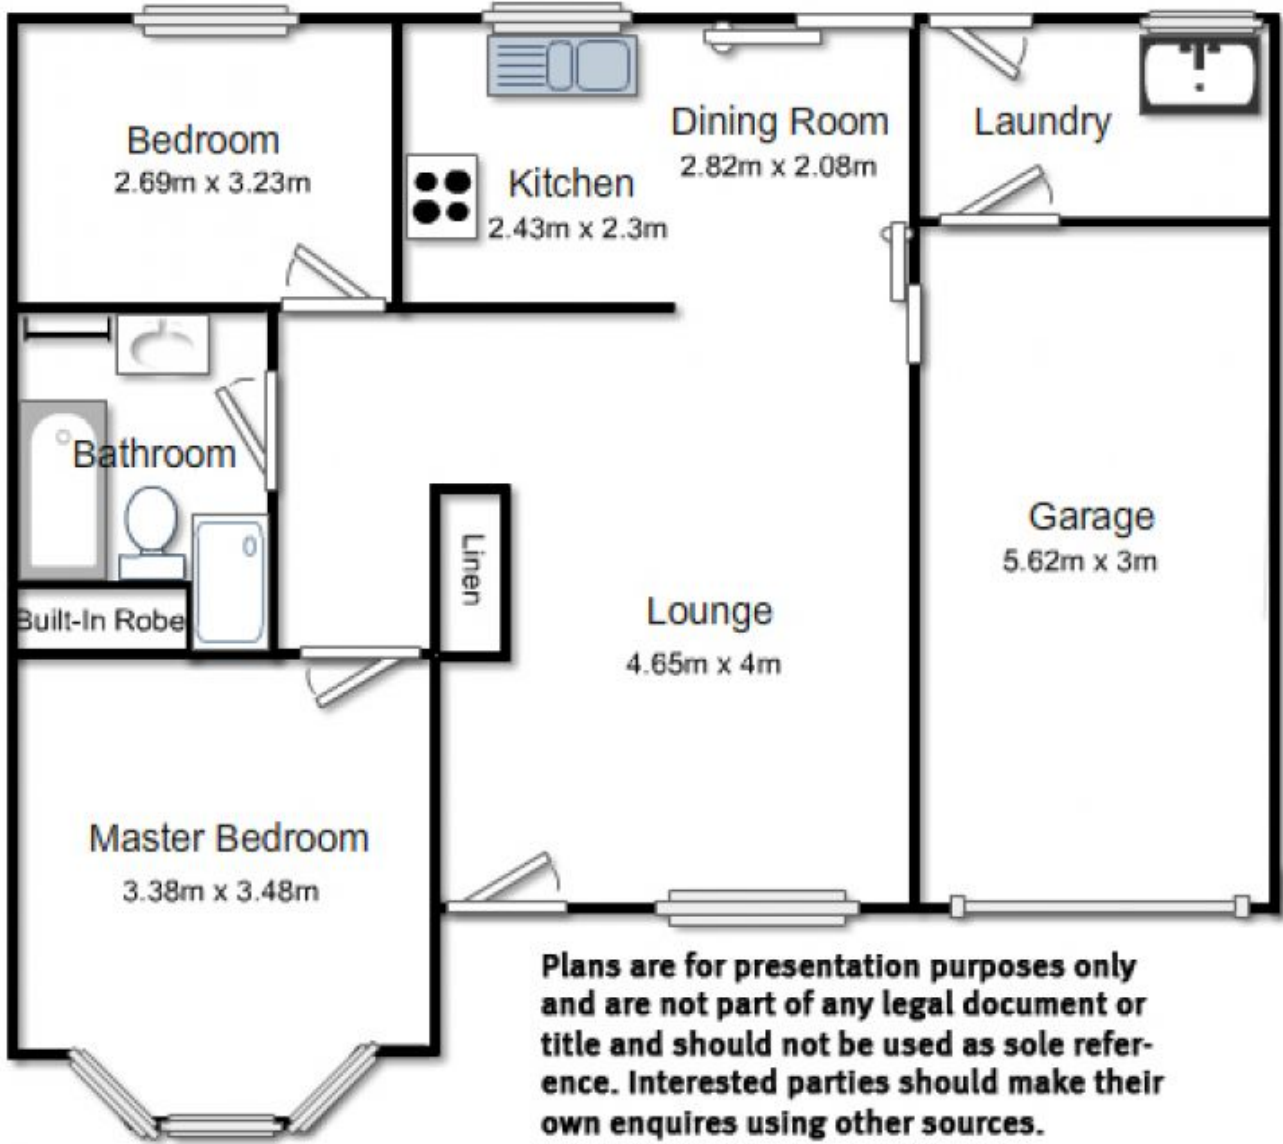 Bedroom
2.69m x 3.23m
Kitchen
2.43m x 2.3m
Dining Room
2.82m x 2.08m
Laundry
Bathroom
Built-In Robe
Linen
Lounge
4.65m x 4m
Garage
5.62m x 3m
Master Bedroom
3.38m x 3.48m
Plans are for presentation purposes only
and are not part of any legal document or
title and should not be used as sole refer-
ence. Interested parties should make their
own enquires using other sources.